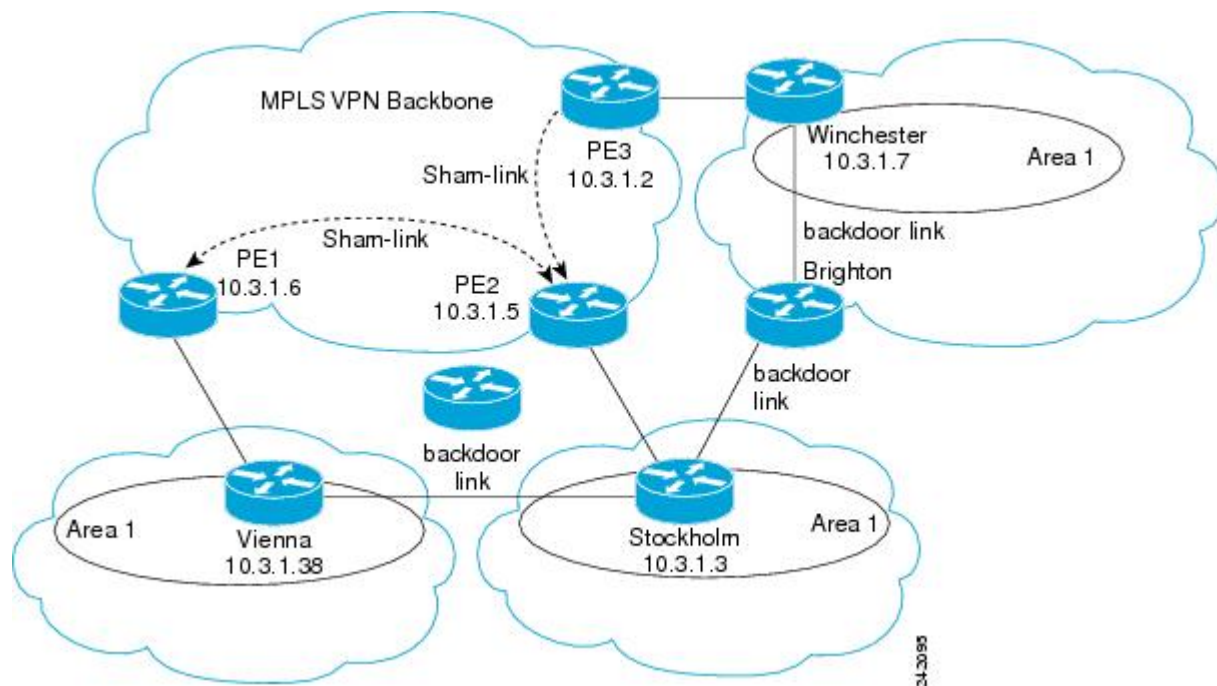 MPLS VPN Backbone
PE3
10.3.1.2
Winchester
10.3.1.7
Area 1
Sham-link
Sham-link
PE1
10.3.1.6
PE2
10.3.1.5
backdoor link
Brighton
backdoor
link
backdoor
link
Area 1
Vienna
10.3.1.38
Stockholm
10.3.1.3
Area 1
243095